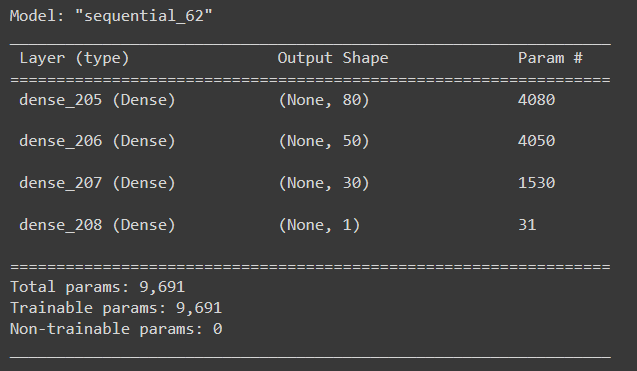 Model: "sequential_62"
_________________________________________________________________
Layer (type) Output Shape Param #
=================================================================
dense_205 (Dense) (None, 80) 4080
dense_206 (Dense) (None, 50) 4050
dense_207 (Dense) (None, 30) 1530
dense_208 (Dense) (None, 1) 31
=================================================================
Total params: 9,691
Trainable params: 9,691
Non-trainable params: 0
_________________________________________________________________